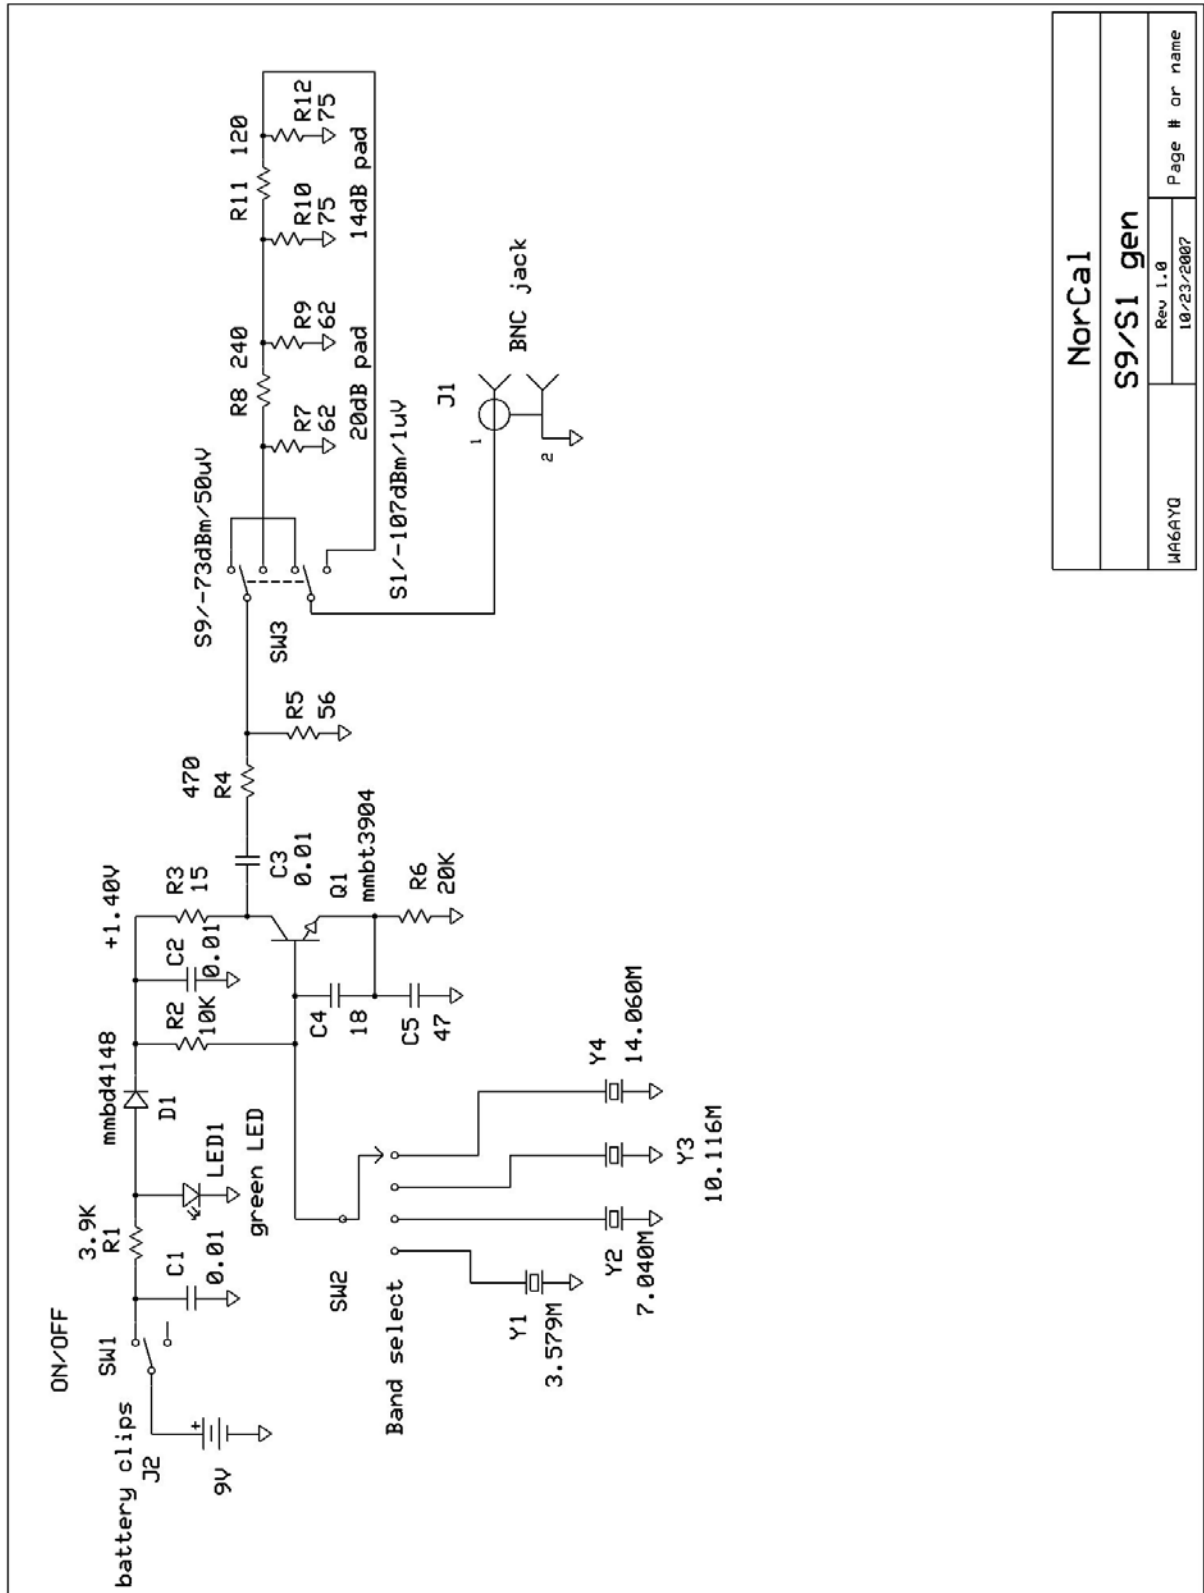 ON/OFF
battery clips
J2
9V
SW1
3.9K
R1
C1
0.01
LED1
green LED
mmbd4148
D1
R2
10K
C2
0.01
+1.40V
R3
15
C3
0.01
Q1
mmbt3904
R6
20K
C4
18
C5
47
470
R4
R5
56
S9/-73dBm/50uV
SW3
S1/-107dBm/1uV
R8 240
R7
62
R9
62
20dB pad
R11 120
R10
75
R12
75
14dB pad
J1
1
2
BNC jack
SW2
Band select
Y1
3.579M
Y2
7.040M
Y3
10.116M
Y4
14.060M
NorCal
S9/S1 gen
WA6AYQ
Rev 1.0
10/23/2007
Page # or name